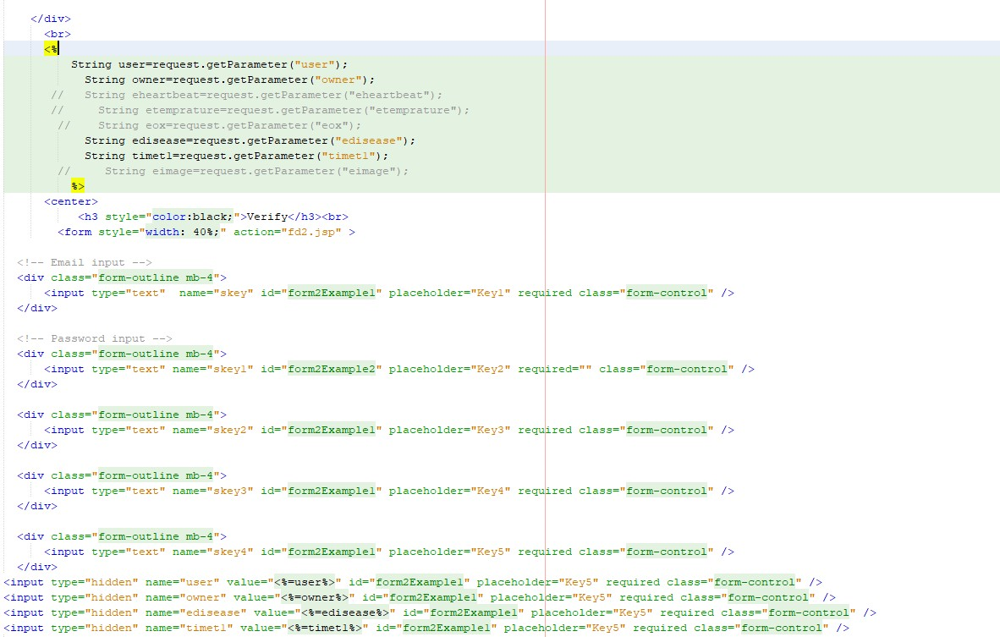 </div>
<br>
<%
String user=request.getParameter("user");
String owner=request.getParameter("owner");
// String eheartbeat=request.getParameter("eheartbeat");
// String etemprature=request.getParameter("etemprature");
// String eox=request.getParameter("eox");
String edisease=request.getParameter("edisease");
String timet1=request.getParameter("timet1");
// String eimage=request.getParameter("eimage");
%>
<center>
<h3 style="color:black;">Verify</h3><br>
<form style="width: 40%;" action="fd2.jsp" >
<!-- Email input -->
<div class="form-outline mb-4">
<input type="text"  name="skey" id="form2Example1" placeholder="Key1" required class="form-control" />
</div>
<!-- Password input -->
<div class="form-outline mb-4">
<input type="text" name="skey1" id="form2Example2" placeholder="Key2" required="" class="form-control" />
</div>
<div class="form-outline mb-4">
<input type="text" name="skey2" id="form2Example1" placeholder="Key3" required class="form-control" />
</div>
<div class="form-outline mb-4">
<input type="text" name="skey3" id="form2Example1" placeholder="Key4" required class="form-control" />
</div>
<div class="form-outline mb-4">
<input type="text" name="skey4" id="form2Example1" placeholder="Key5" required class="form-control" />
</div>
<input type="hidden" name="user" value="<%=user%>" id="form2Example1" placeholder="Key5" required class="form-control" />
<input type="hidden" name="owner" value="<%=owner%>" id="form2Example1" placeholder="Key5" required class="form-control" />
<input type="hidden" name="edisease" value="<%=edisease%>" id="form2Example1" placeholder="Key5" required class="form-control" />
<input type="hidden" name="timet1" value="<%=timet1%>" id="form2Example1" placeholder="Key5" required class="form-control" />